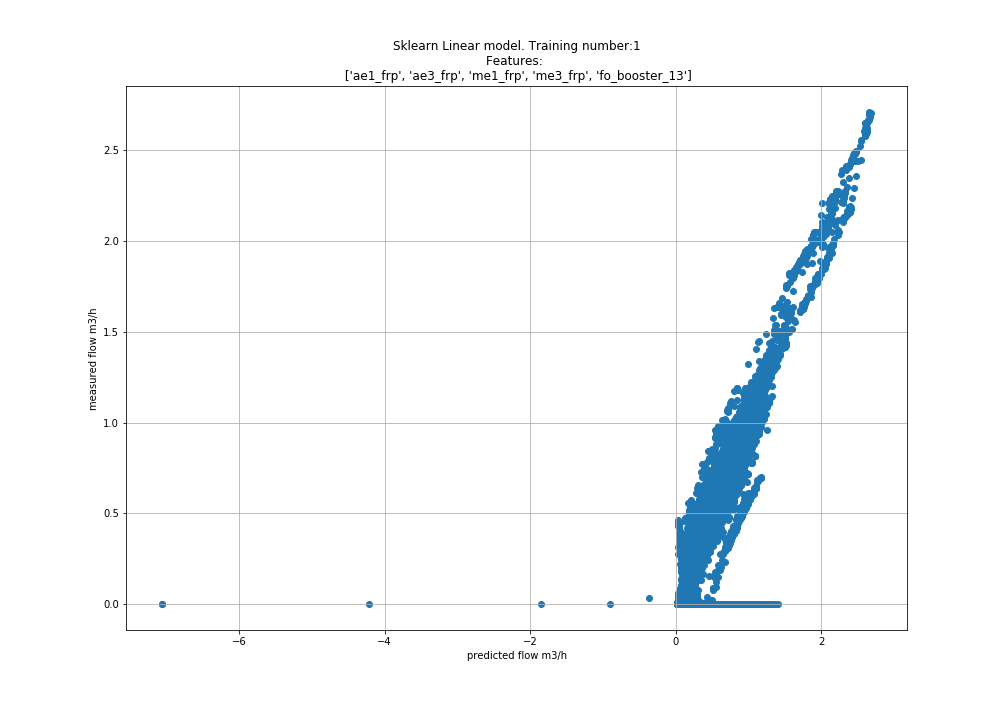 Sklearn Linear model. Training number:1
Features:
['ae1_frp', 'ae3_frp', 'me1_frp', 'me3_frp', 'fo_booster_13']
measured flow m3/h
2.5
2.0
1.5
1.0
0.5
0.0
−6
−4
−2
0
2
predicted flow m3/h